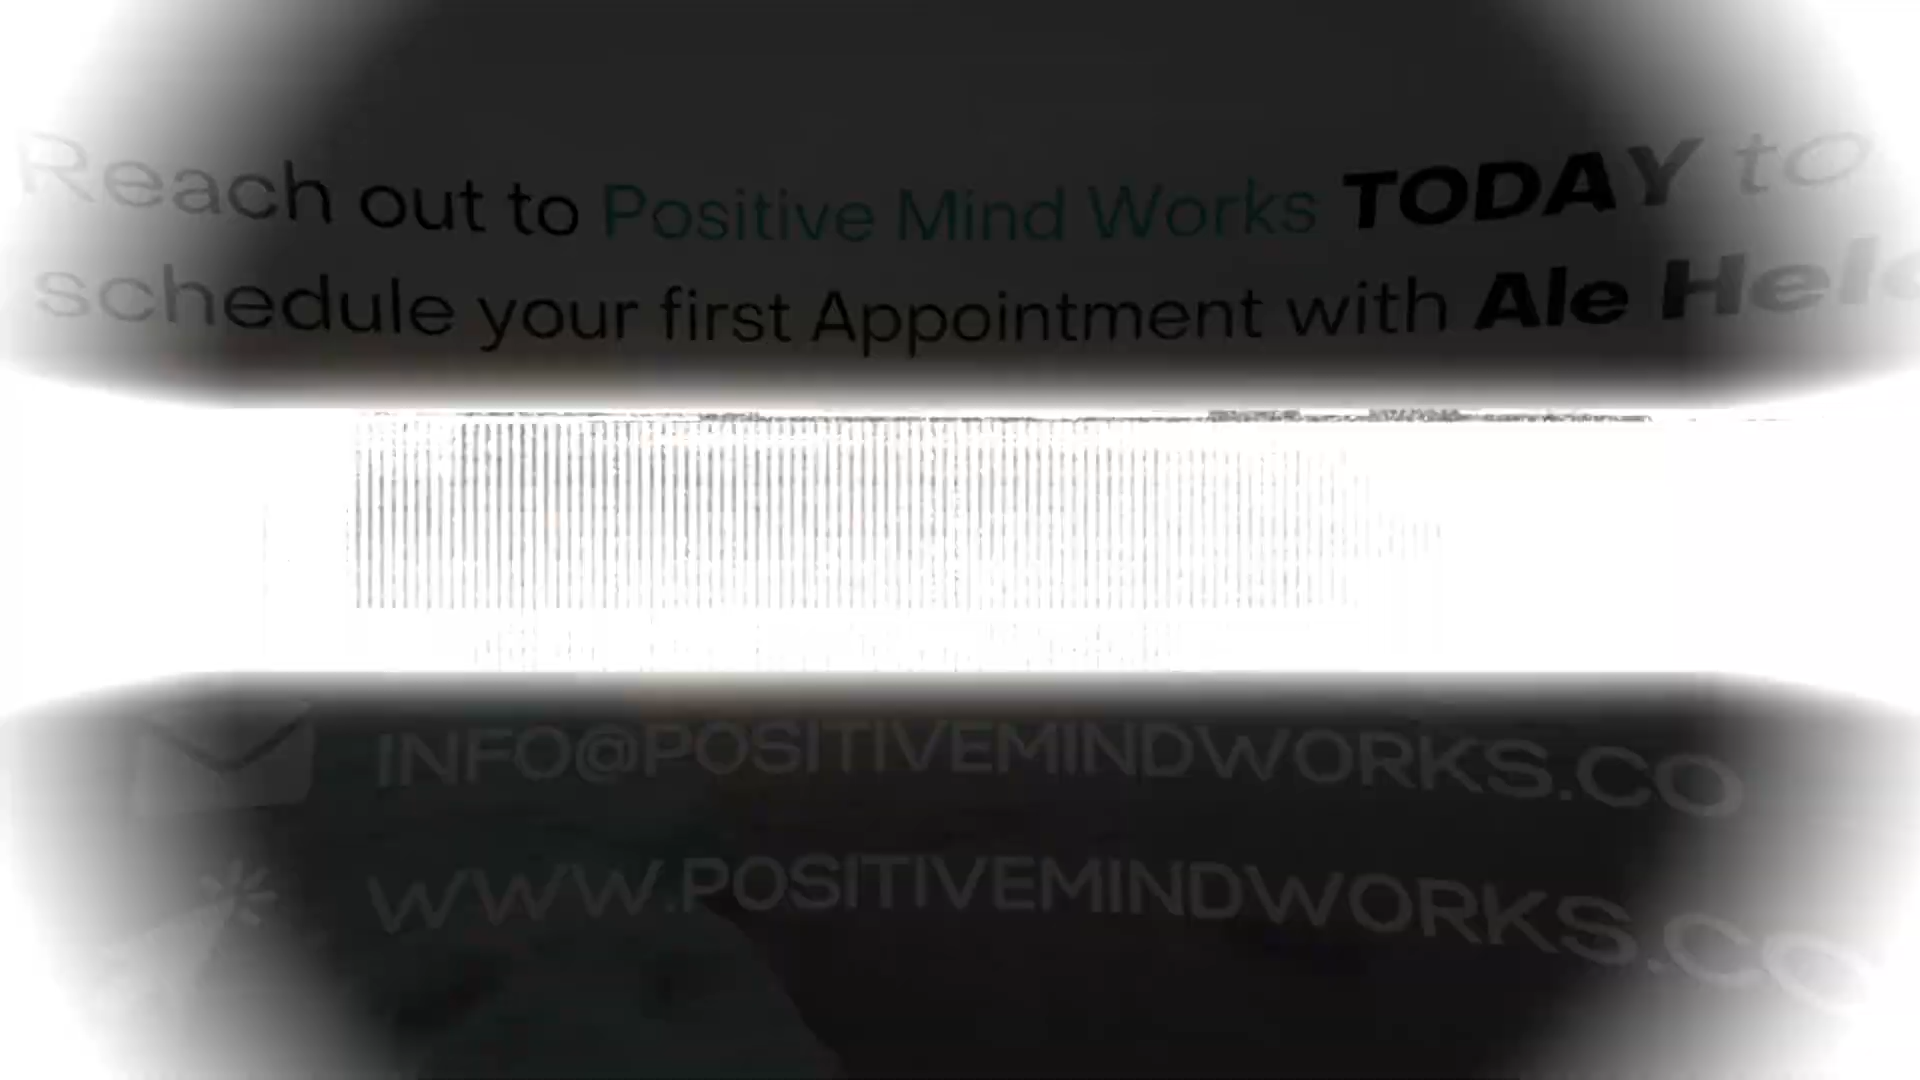 Reach out to Positive Mind Works TODAY to
schedule your first Appointment with Ale
INFO@POSITIVEMINDWORKS.CO
WWW.POSITIVEMINDWORKS.CO